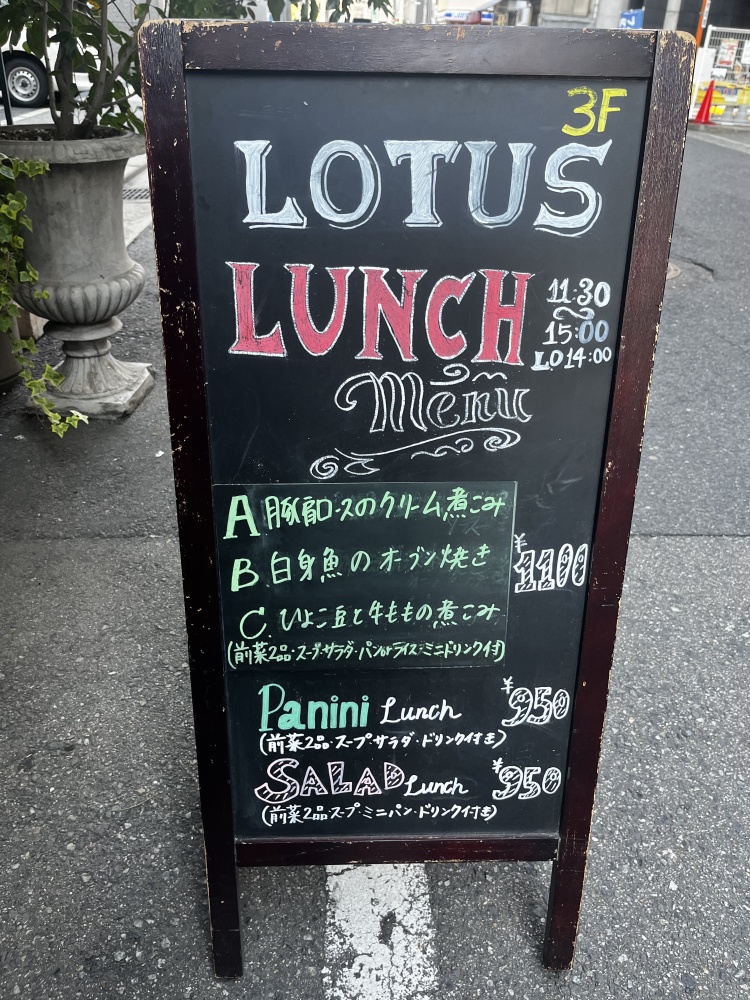 3F
LOTUS
LUNCH
11:30
~
15:00
LO 14:00
Menu
A 豚肩ロースのクリーム煮こみ
B 白身魚のオーブン焼き
C. ひよこ豆と牛ももの煮こみ
(前菜2品・スープ・サラダ・パンorライス・ミニドリンク付)
¥1100
Panini Lunch ¥950
(前菜2品・スープサラダ・ドリンク付き)
SALAD Lunch ¥950
(前菜2品スープ・ミニパン・ドリンク付き)